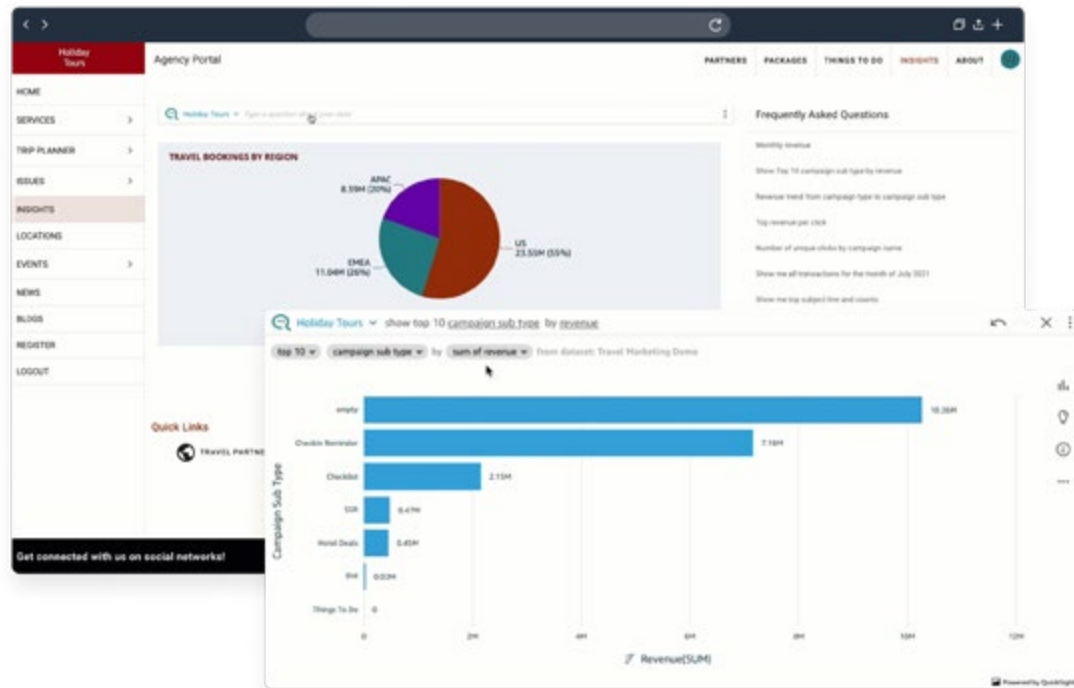 Holiday
Tours
Agency Portal
PARTNERS PACKAGES THINGS TO DO INSIGHTS ABOUT
HOME
SERVICES
TRIP PLANNER
ISSUES
INSIGHTS
LOCATIONS
EVENTS
NEWS
BLOGS
REGISTER
LOGOUT
Holiday Tours Type a question about your data
TRAVEL BOOKINGS BY REGION
APAC
8.59M (20%)
EMEA
11.04M (26%)
US
23.55M (55%)
Frequently Asked Questions
Monthly revenue
Show Top 10 campaign sub type by revenue
Revenue trend from campaign type to campaign sub type
Top revenue per click
Number of unique clicks by campaign name
Show me all transactions for the month of July 2021
Show me top subject line and counts
Quick Links
TRAVEL PARTNE
Get connected with us on social networks!
Holiday Tours show top 10 campaign sub type by revenue
top 10 campaign sub type by sum of revenue from dataset: Travel Marketing Demo
Campaign Sub Type
empty 10.26M
Checkin Reminder 7.16M
Checklist 2.15M
SSR 0.47M
Hotel Deals 0.45M
0.02M
Things To Do 0
0 2M 4M 6M 8M 10M 12M
Revenue(SUM)
Powered by QuickSight